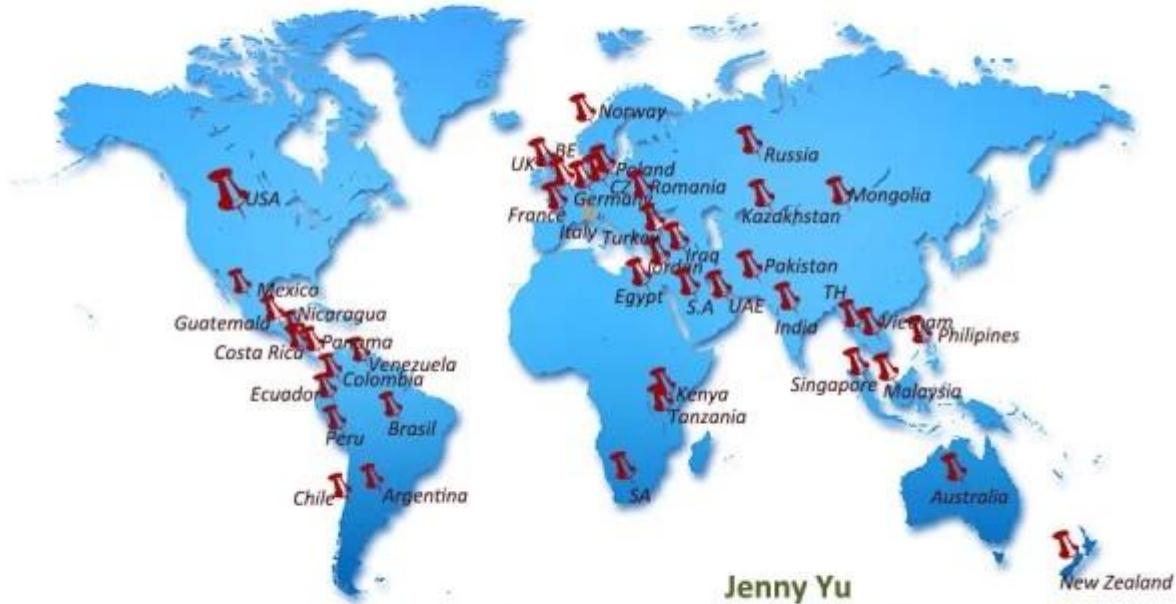 Norway
Russia
UK
BE
Poland
CZ
Romania
Germany
USA
France
Kazakhstan
Mongolia
Italy
Turkey
Iraq
Jordan
Pakistan
Egypt
S.A
UAE
TH
India
Vietnam
Philipines
Mexico
Guatemala
Nicaragua
Costa Rica
Panama
Venezuela
Colombia
Ecuador
Singapore
Malaysia
Kenya
Tanzania
Peru
Brasil
Chile
Argentina
SA
Australia
New Zealand
Jenny Yu